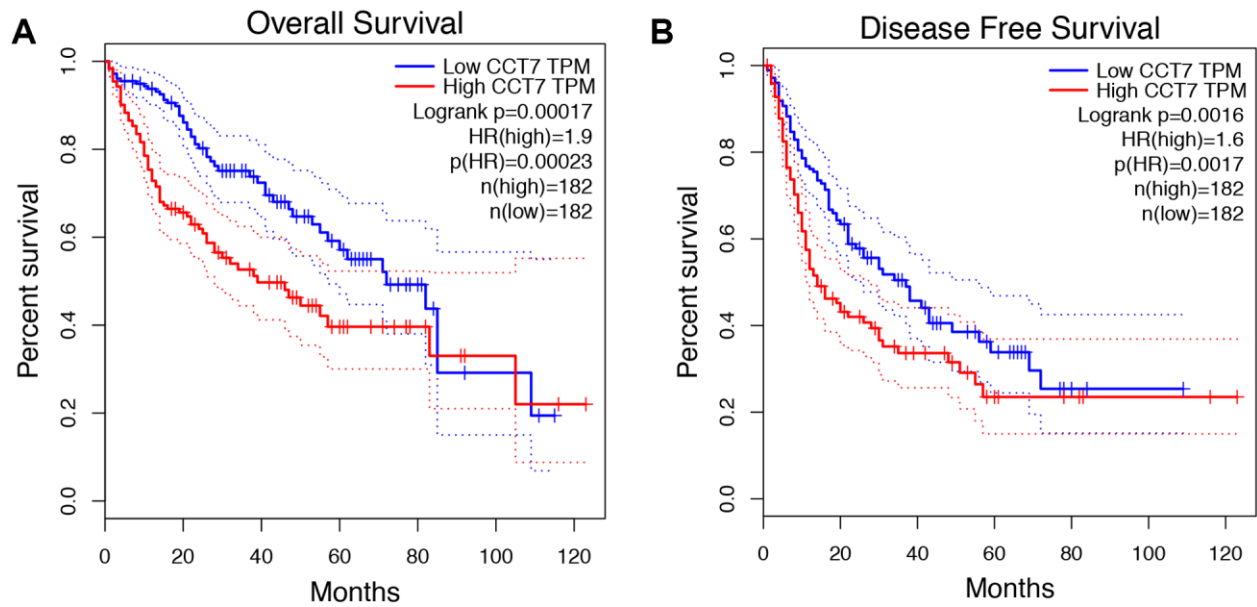 A
Overall Survival
Low CCT7 TPM
High CCT7 TPM
Logrank p=0.00017
HR(high)=1.9
p(HR)=0.00023
n(high)=182
n(low)=182
Percent survival
1.0
0.8
0.6
0.4
0.2
0.0
0 20 40 60 80 100 120
Months
B
Disease Free Survival
Low CCT7 TPM
High CCT7 TPM
Logrank p=0.0016
HR(high)=1.6
p(HR)=0.0017
n(high)=182
n(low)=182
Percent survival
1.0
0.8
0.6
0.4
0.2
0.0
0 20 40 60 80 100 120
Months